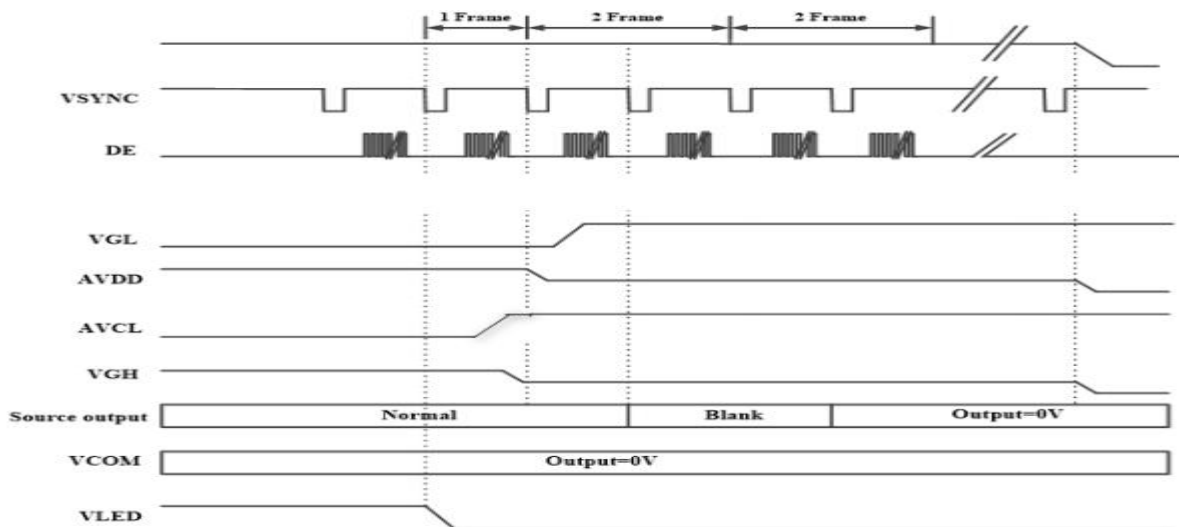 1 Frame 2 Frame 2 Frame
VSYNC
DE
VGL
AVDD
AVCL
VGH
Source output Normal Blank Output=0V
VCOM Output=0V
VLED